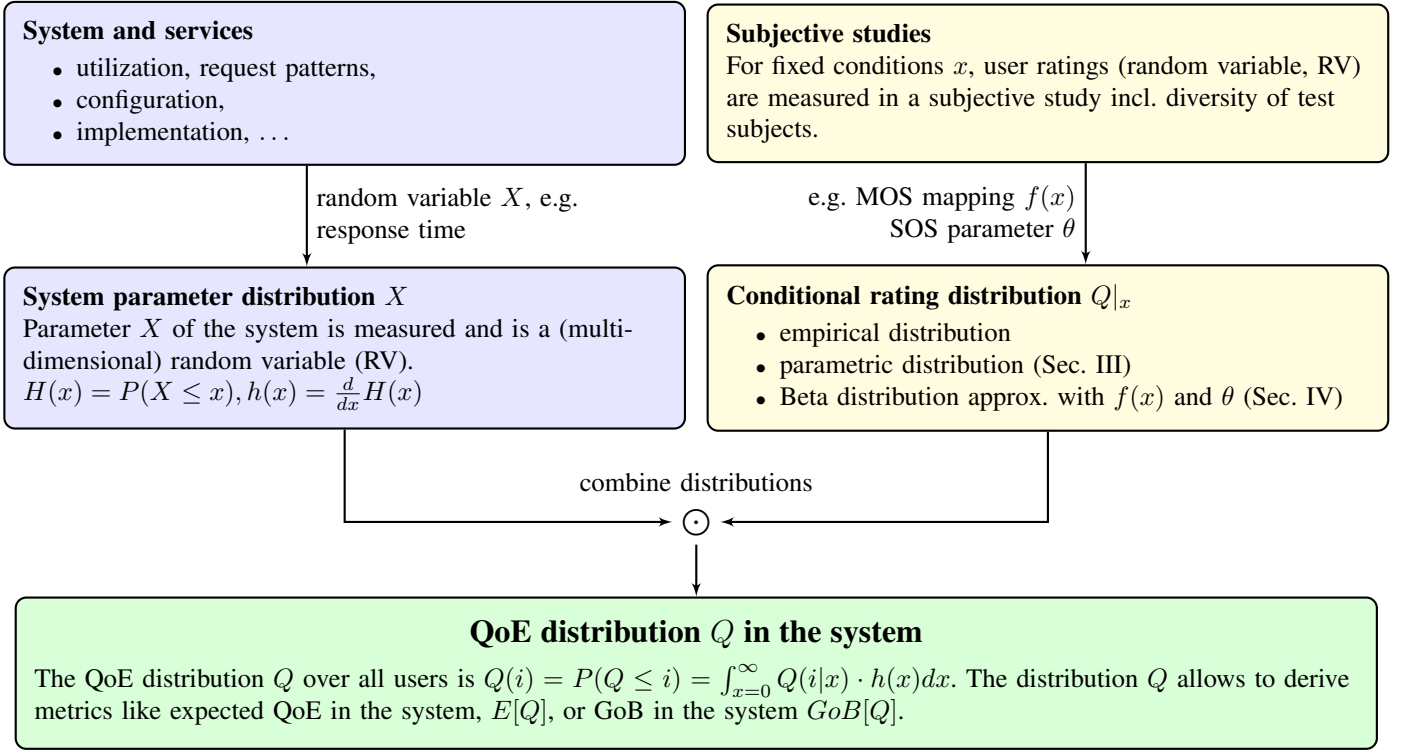 System and services
• utilization, request patterns,
• configuration,
• implementation, …
Subjective studies
For fixed conditions x, user ratings (random variable, RV)
are measured in a subjective study incl. diversity of test
subjects.
random variable X, e.g.
response time
e.g. MOS mapping f(x)
SOS parameter θ
System parameter distribution X
Parameter X of the system is measured and is a (multi-
dimensional) random variable (RV).
H(x) = P(X ≤ x), h(x) = d/dx H(x)
Conditional rating distribution Q|ₓ
• empirical distribution
• parametric distribution (Sec. III)
• Beta distribution approx. with f(x) and θ (Sec. IV)
combine distributions
⊙
QoE distribution Q in the system
The QoE distribution Q over all users is Q(i) = P(Q ≤ i) = ∫_{x=0}^{∞} Q(i|x) · h(x)dx. The distribution Q allows to derive
metrics like expected QoE in the system, E[Q], or GoB in the system GoB[Q].